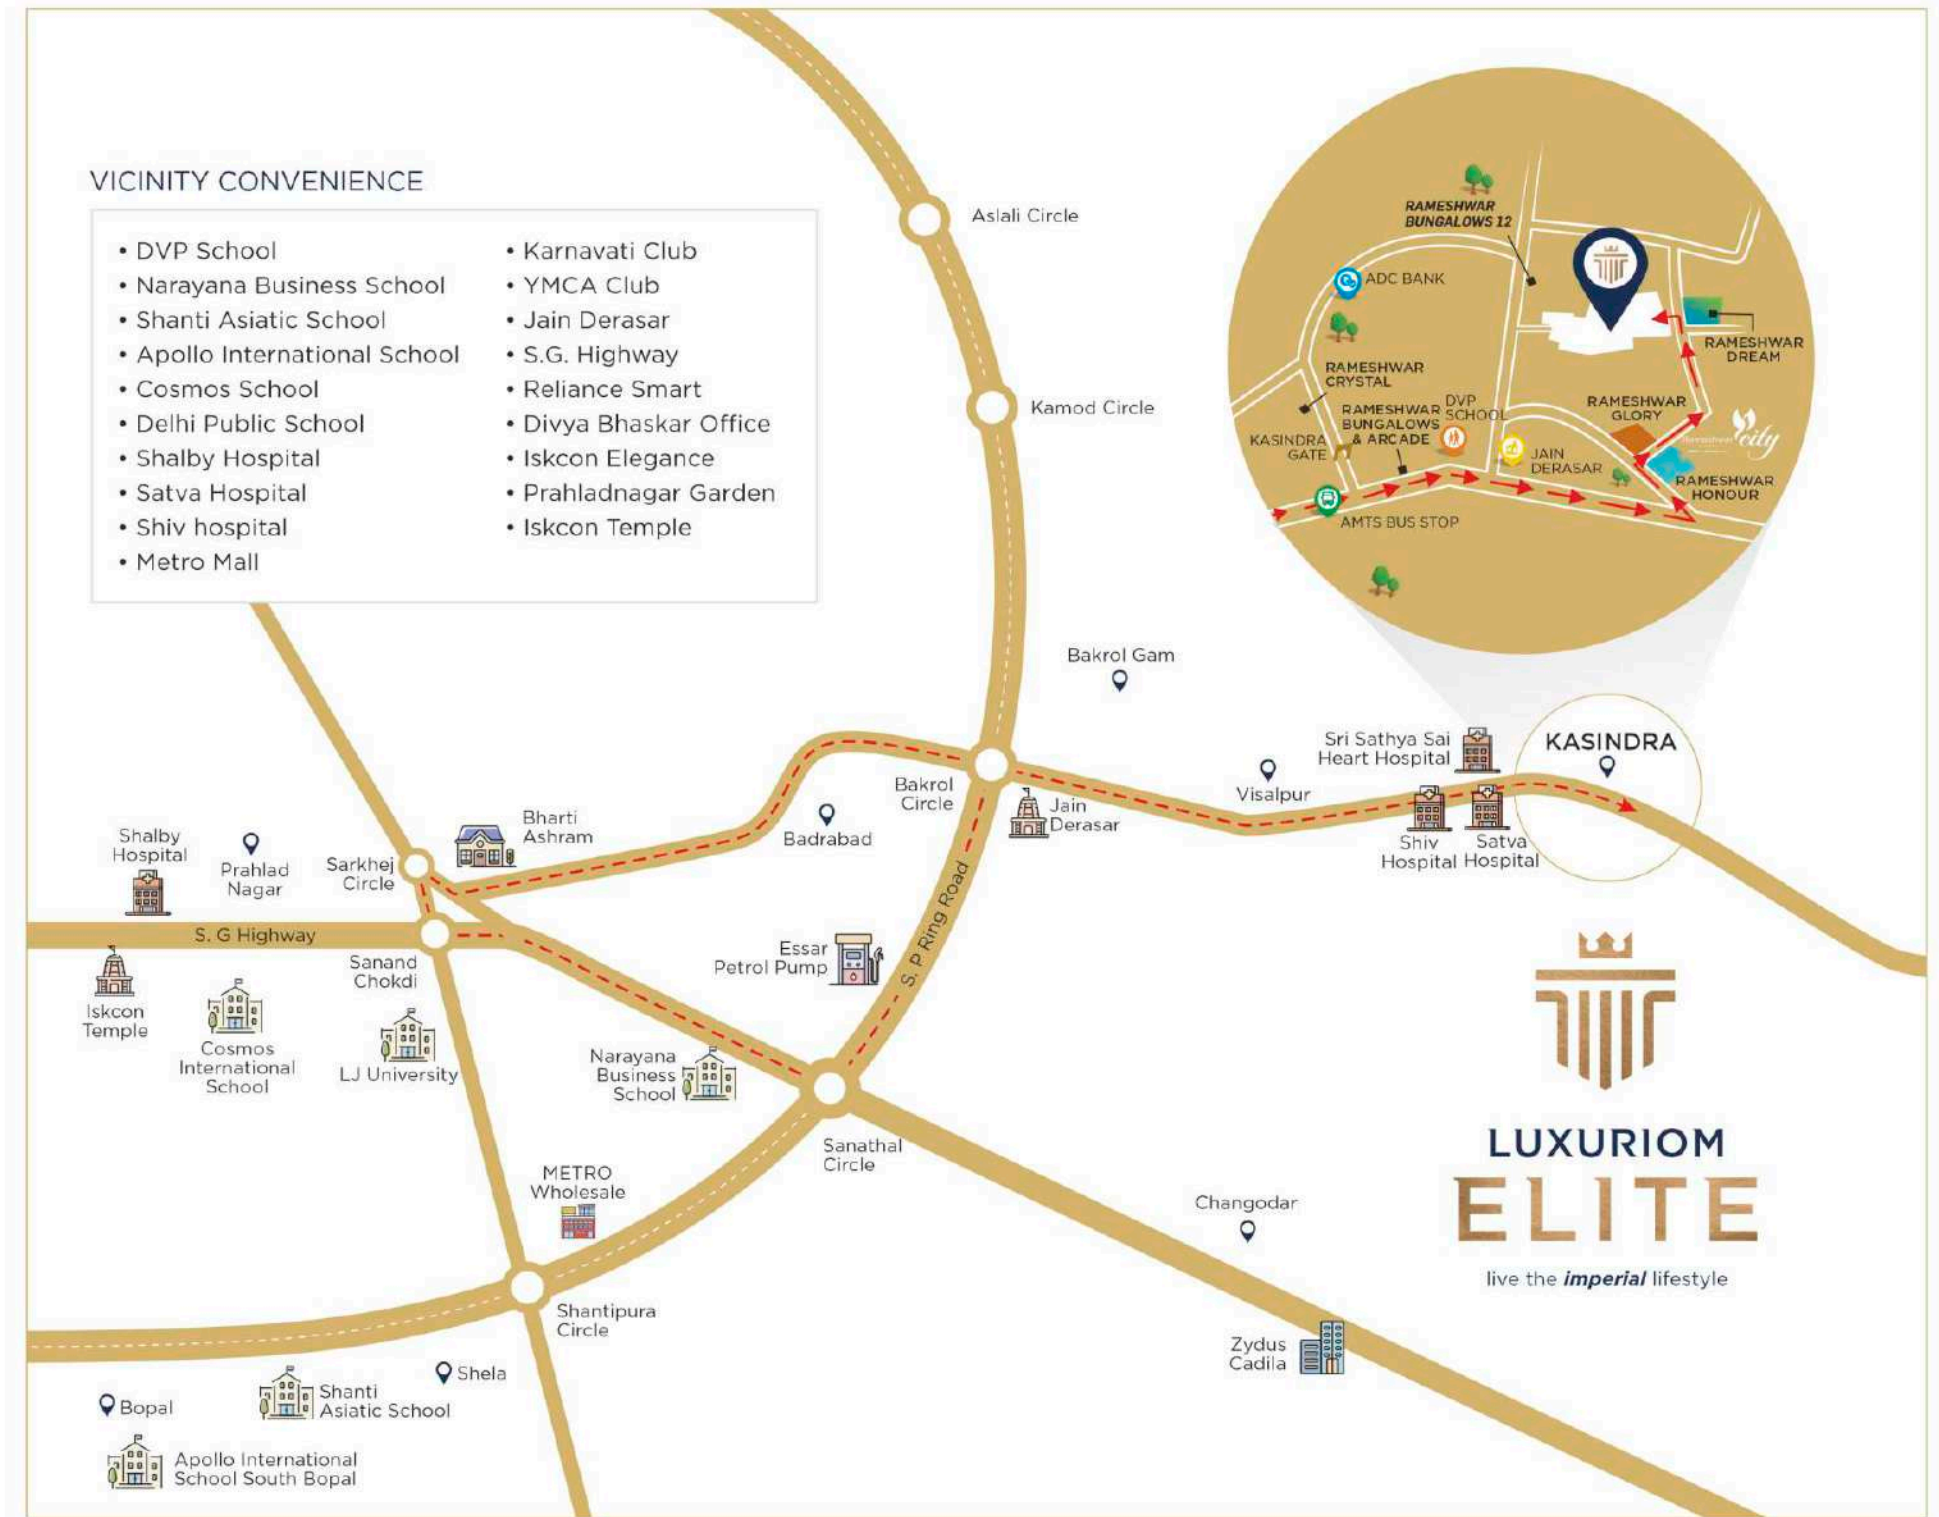 VICINITY CONVENIENCE
• DVP School
• Narayana Business School
• Shanti Asiatic School
• Apollo International School
• Cosmos School
• Delhi Public School
• Shalby Hospital
• Satva Hospital
• Shiv hospital
• Metro Mall
• Karnavati Club
• YMCA Club
• Jain Derasar
• S.G. Highway
• Reliance Smart
• Divya Bhaskar Office
• Iskcon Elegance
• Prahladnagar Garden
• Iskcon Temple
Aslali Circle
Kamod Circle
RAMESHWAR
BUNGALOWS 12
ADC BANK
RAMESHWAR
DREAM
RAMESHWAR
CRYSTAL
RAMESHWAR
BUNGALOWS
& ARCADE
DVP
SCHOOL
RAMESHWAR
GLORY
city
KASINDRA
GATE
JAIN
DERASAR
RAMESHWAR
HONOUR
AMTS BUS STOP
Bakrol Gam
Sri Sathya Sai
Heart Hospital
KASINDRA
Bakrol
Circle
Jain
Derasar
Visalpur
Shiv
Hospital
Satva
Hospital
Bharti
Ashram
Badrabad
Shalby
Hospital
Prahlad
Nagar
Sarkhej
Circle
S. G Highway
Sanand
Chokdi
Essar
Petrol Pump
S. P Ring Road
Iskcon
Temple
Cosmos
International
School
LJ University
Narayana
Business
School
Sanathal
Circle
METRO
Wholesale
Changodar
Shantipura
Circle
Zydus
Cadila
Shela
Bopal
Shanti
Asiatic School
Apollo International
School South Bopal
LUXURIOM
ELITE
live the imperial lifestyle